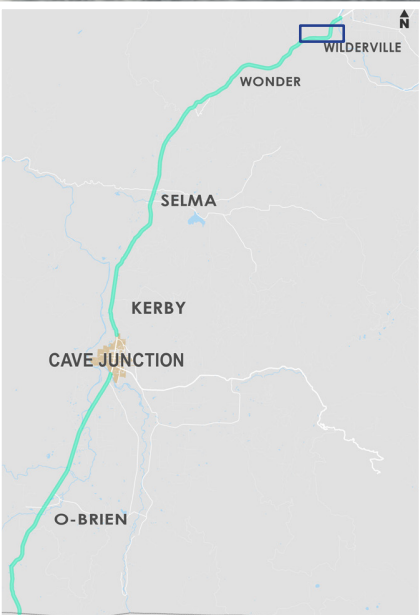 N
WILDERVILLE
WONDER
SELMA
KERBY
CAVE JUNCTION
O-BRIEN